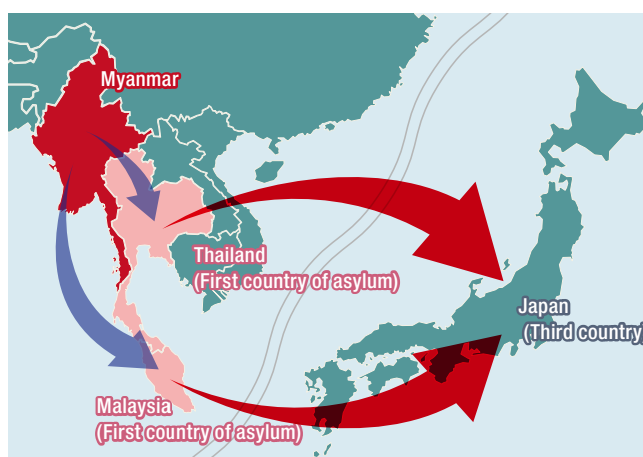 Myanmar
Thailand
(First country of asylum)
Japan
(Third country)
Malaysia
(First country of asylum)